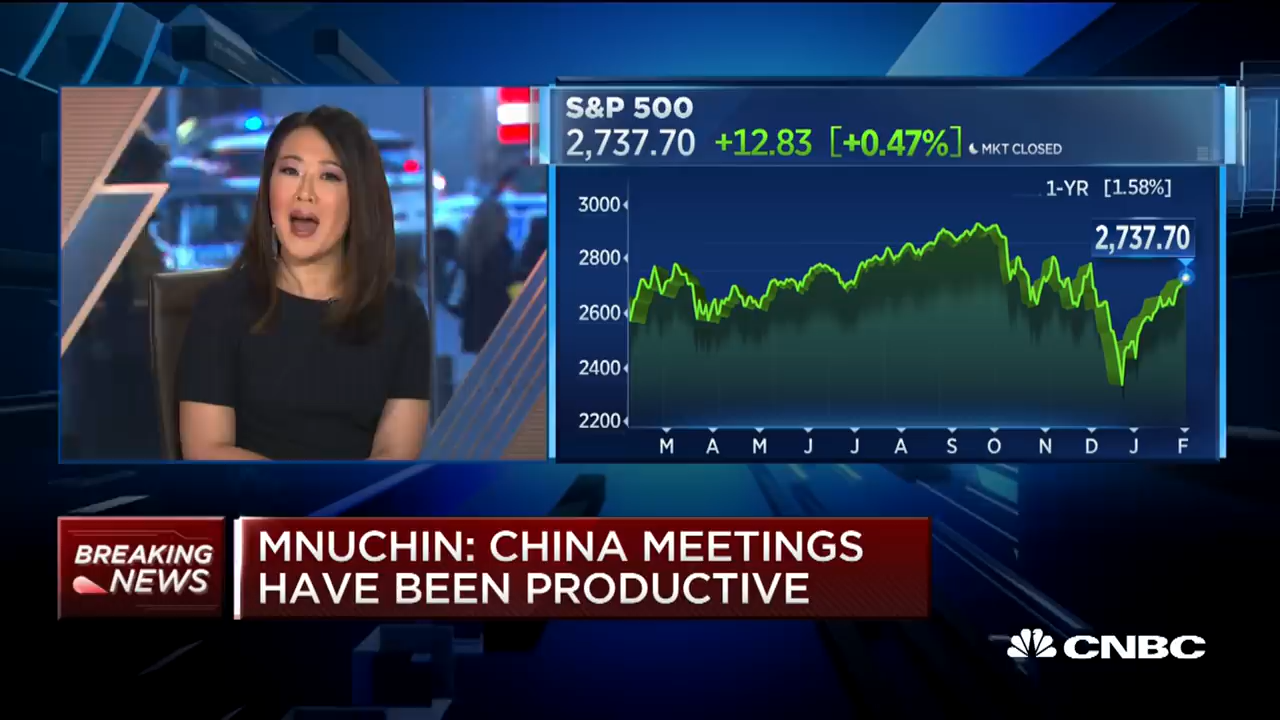 S&P 500
2,737.70 +12.83 [+0.47%] MKT CLOSED
1-YR [1.58%]
3000
2,737.70
2800
2600
2400
2200
M A M J J A S O N D J F
BREAKING NEWS
MNUCHIN: CHINA MEETINGS
HAVE BEEN PRODUCTIVE
CNBC